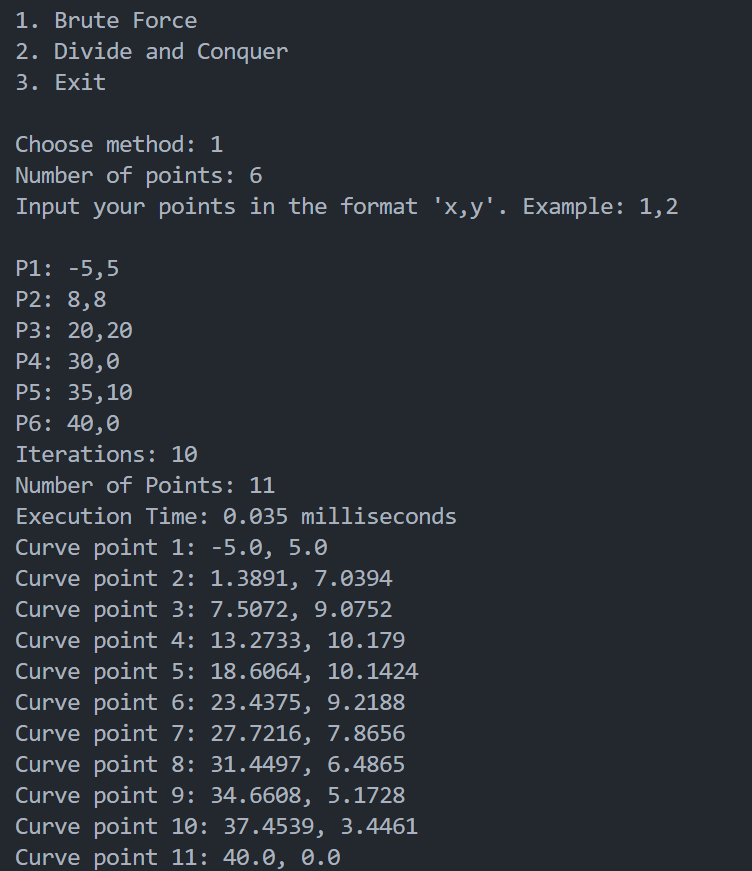 1. Brute Force
2. Divide and Conquer
3. Exit
Choose method: 1
Number of points: 6
Input your points in the format 'x,y'. Example: 1,2
P1: -5,5
P2: 8,8
P3: 20,20
P4: 30,0
P5: 35,10
P6: 40,0
Iterations: 10
Number of Points: 11
Execution Time: 0.035 milliseconds
Curve point 1: -5.0, 5.0
Curve point 2: 1.3891, 7.0394
Curve point 3: 7.5072, 9.0752
Curve point 4: 13.2733, 10.179
Curve point 5: 18.6064, 10.1424
Curve point 6: 23.4375, 9.2188
Curve point 7: 27.7216, 7.8656
Curve point 8: 31.4497, 6.4865
Curve point 9: 34.6608, 5.1728
Curve point 10: 37.4539, 3.4461
Curve point 11: 40.0, 0.0